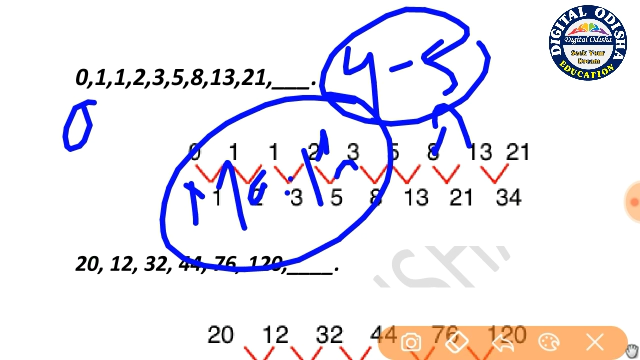 DIGITAL ODISHA
Digital Odisha
Seek Your
Dream
EDUCATION
4-5
0,1,1,2,3,5,8,13,21,___.
0 1 1 2 3 5 8 13 21
1 2 3 5 8 13 21 34
20, 12, 32, 44, 76, 120,____.
20 12 32 44 76 120